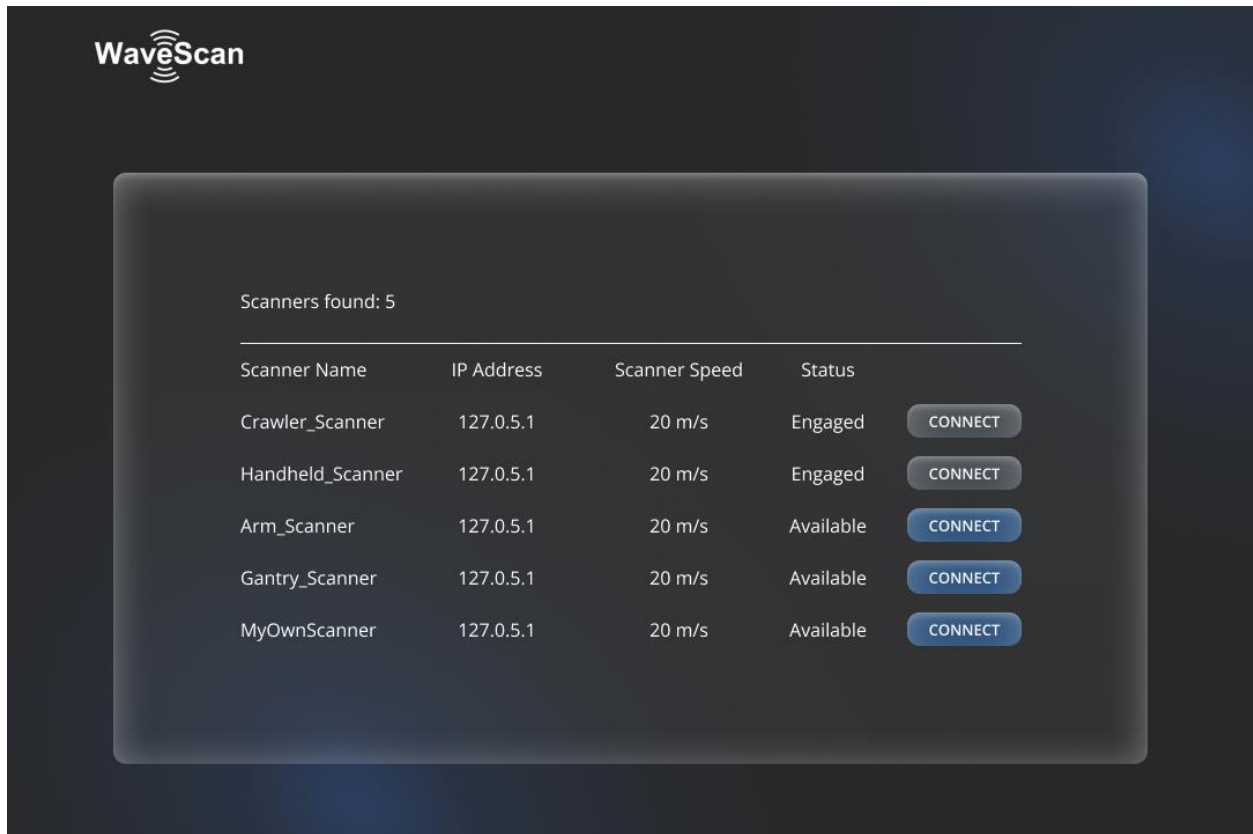 WaveScan
Scanners found: 5
Scanner Name IP Address Scanner Speed Status
Crawler_Scanner 127.0.5.1 20 m/s Engaged CONNECT
Handheld_Scanner 127.0.5.1 20 m/s Engaged CONNECT
Arm_Scanner 127.0.5.1 20 m/s Available CONNECT
Gantry_Scanner 127.0.5.1 20 m/s Available CONNECT
MyOwnScanner 127.0.5.1 20 m/s Available CONNECT